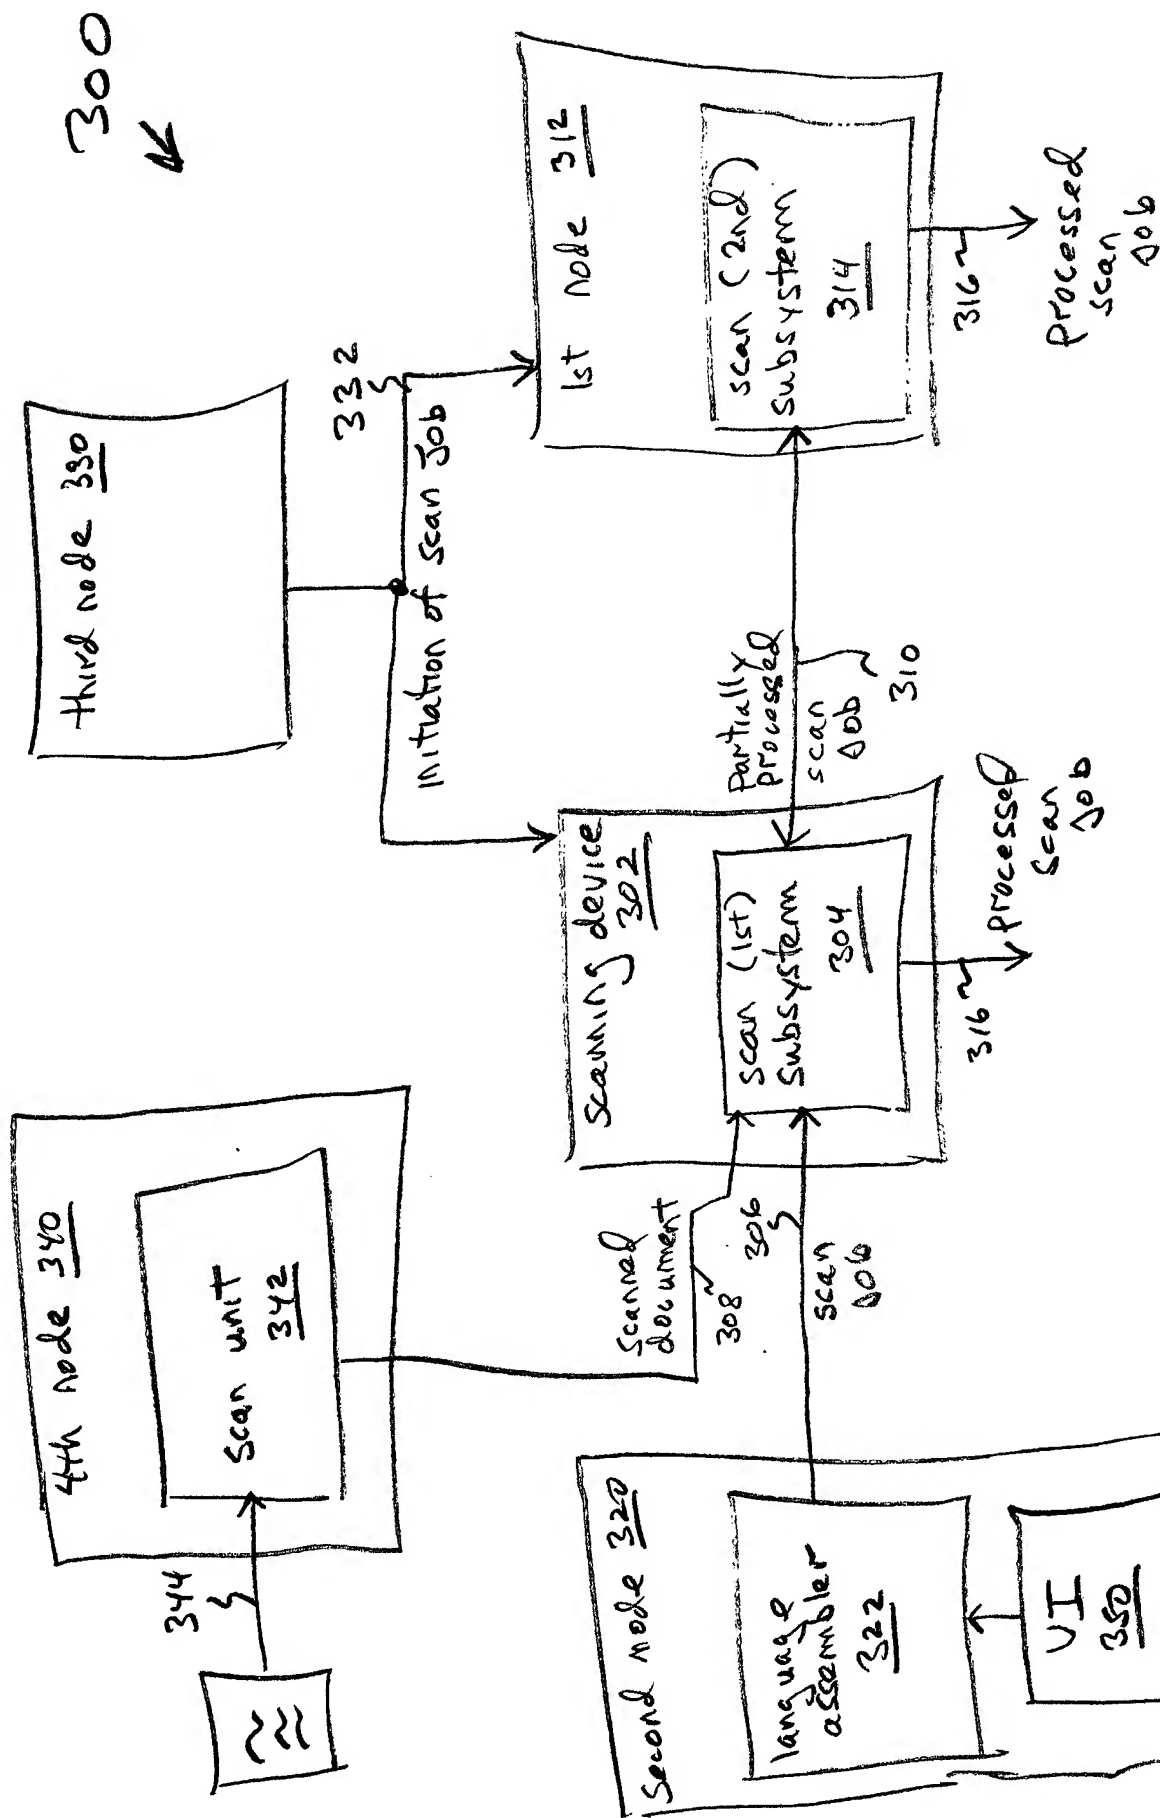 300
third node 330
332
initiation of scan Job
1st node 312
scan (2nd)
subsystem
314
316
processed
scan
Job
Partially
processed
scan
Job
310
scanning device
302
scan (1st)
subsystem
304
316
processed
scan
Job
4th node 340
scan unit
342
344
scanned
document
308
306
scan
Job
Second node 320
language
assembler
322
UI
350